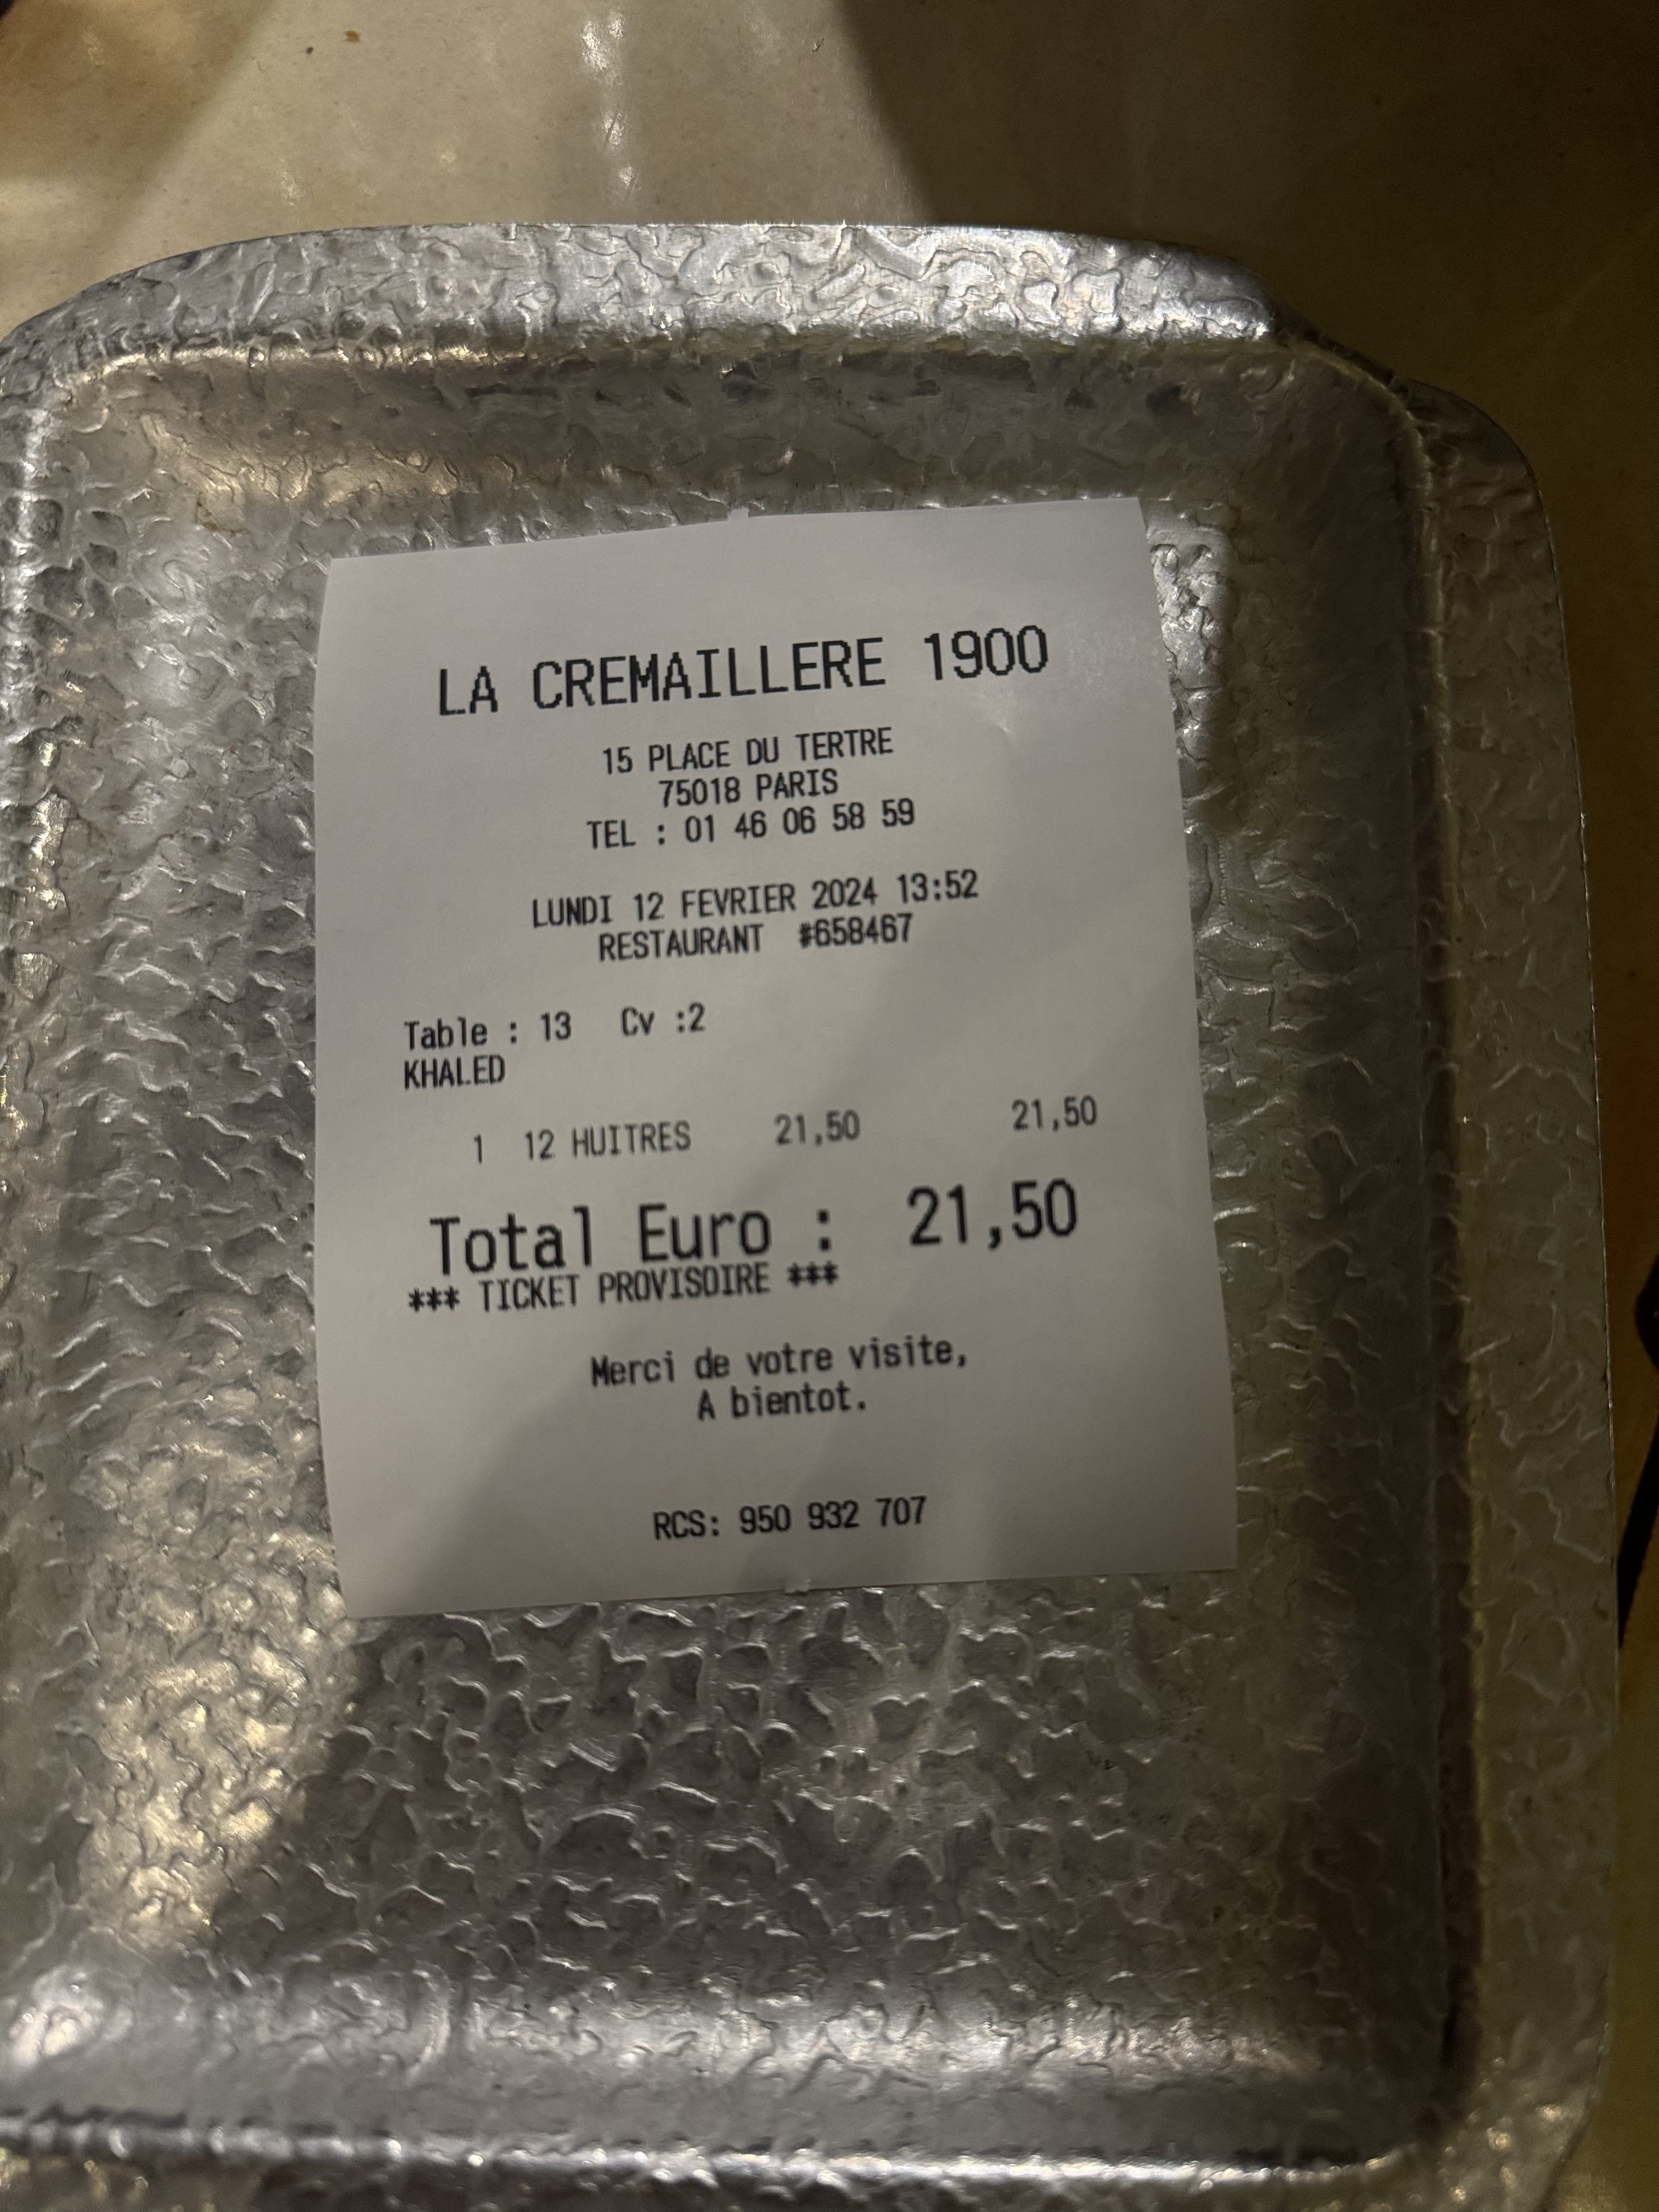 LA CREMAILLERE 1900
15 PLACE DU TERTRE
75018 PARIS
TEL : 01 46 06 58 59
LUNDI 12 FEVRIER 2024 13:52
RESTAURANT #658467
Table : 13 Cv :2
KHALED
1 12 HUITRES 21,50 21,50
Total Euro : 21,50
*** TICKET PROVISOIRE ***
Merci de votre visite,
A bientot.
RCS: 950 932 707